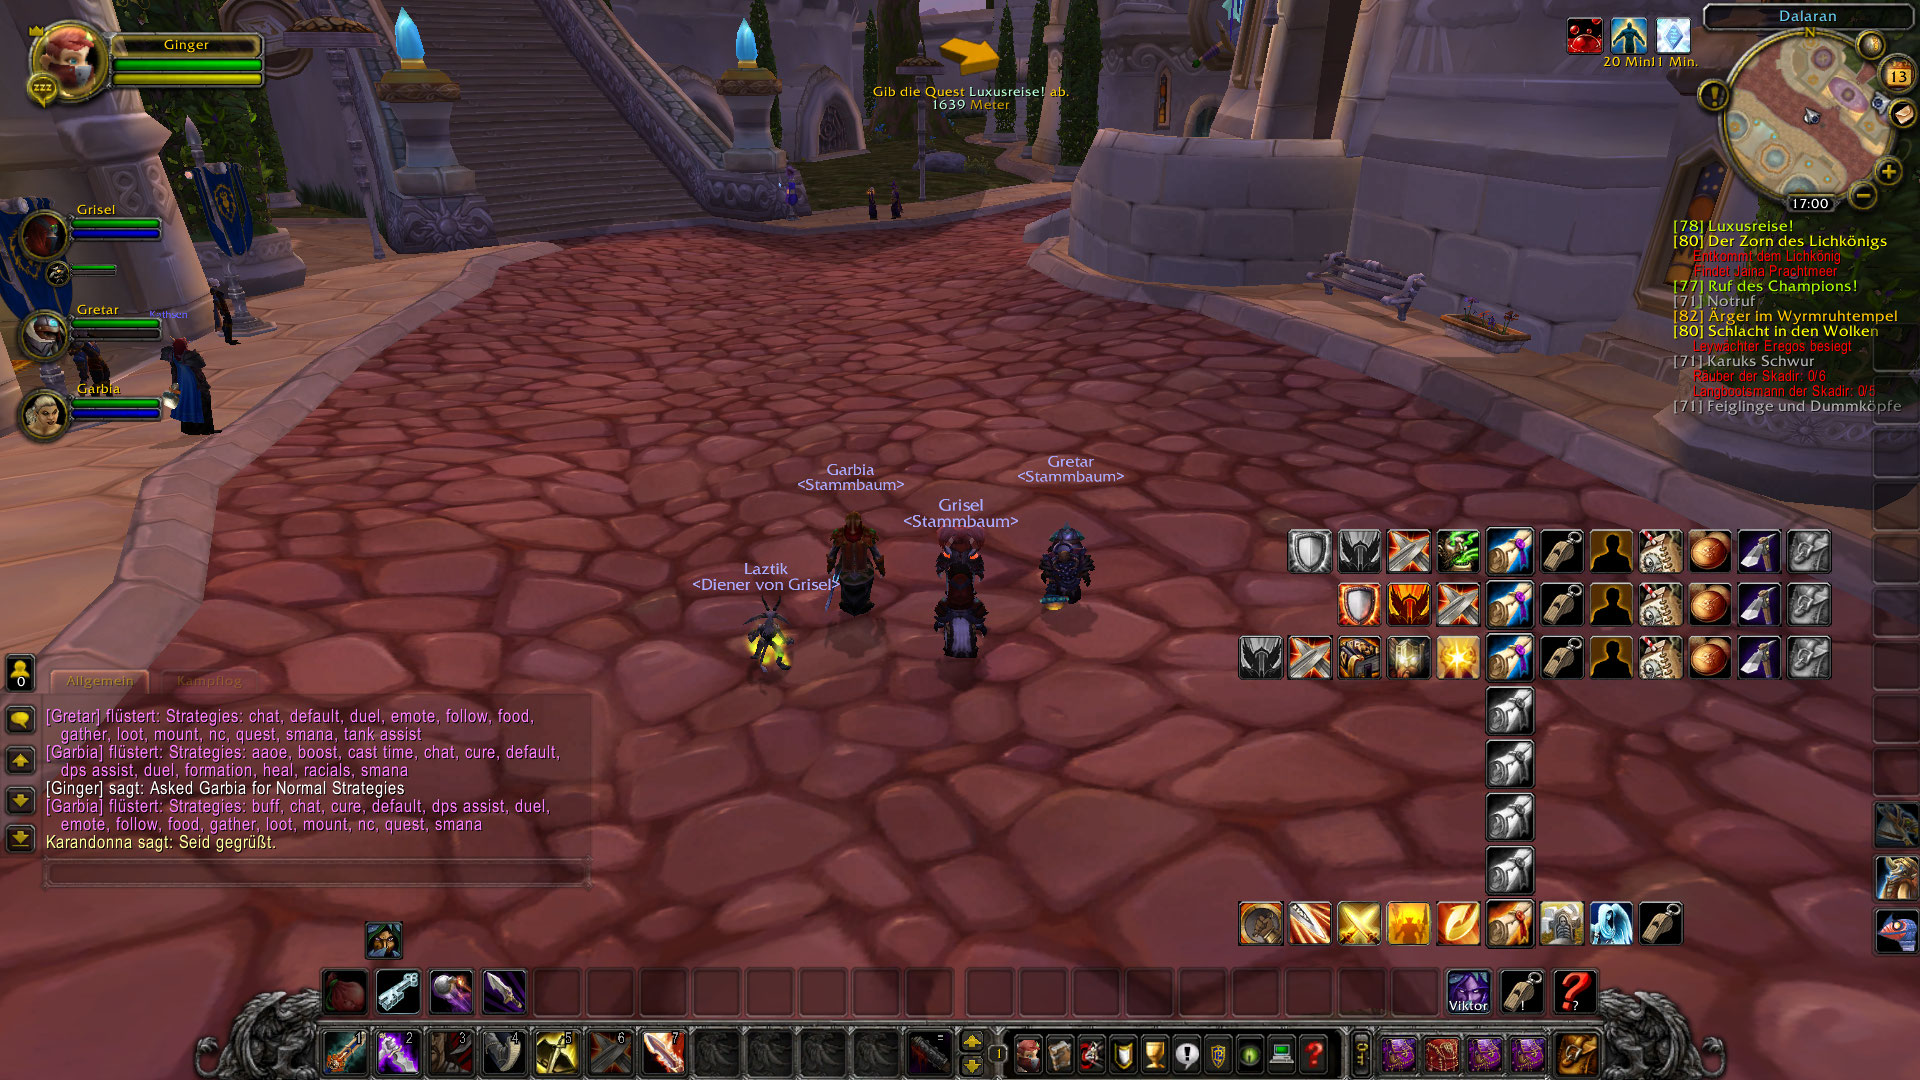 Ginger
zzz
Gib die Quest Luxusreise! ab.
1639 Meter
20 Min
11 Min.
Dalaran
N
13
17:00
[78] Luxusreise!
[80] Der Zorn des Lichkönigs
Entkommt dem Lichkönig
Findet Jaina Prachtmeer
[77] Ruf des Champions!
[71] Notruf
[82] Ärger im Wyrmruhtempel
[80] Schlacht in den Wolken
Leywächter Eregos besiegt
[71] Karuks Schwur
Räuber der Skadir: 0/6
Langbootsmann der Skadir: 0/5
[71] Feiglinge und Dummköpfe
Grisel
Gretar
Garbia
Garbia
<Stammbaum>
Gretar
<Stammbaum>
Grisel
<Stammbaum>
Laztik
<Diener von Grisel>
0
Allgemein
Kampflog
[Gretar] flüstert: Strategies: chat, default, duel, emote, follow, food,
gather, loot, mount, nc, quest, smana, tank assist
[Garbia] flüstert: Strategies: aaoe, boost, cast time, chat, cure, default,
dps assist, duel, formation, heal, racials, smana
[Ginger] sagt: Asked Garbia for Normal Strategies
[Garbia] flüstert: Strategies: buff, chat, cure, default, dps assist, duel,
emote, follow, food, gather, loot, mount, nc, quest, smana
Karandonna sagt: Seid gegrüßt.
Viktor
!
?
1
2
3
4
5
6
7
=
1